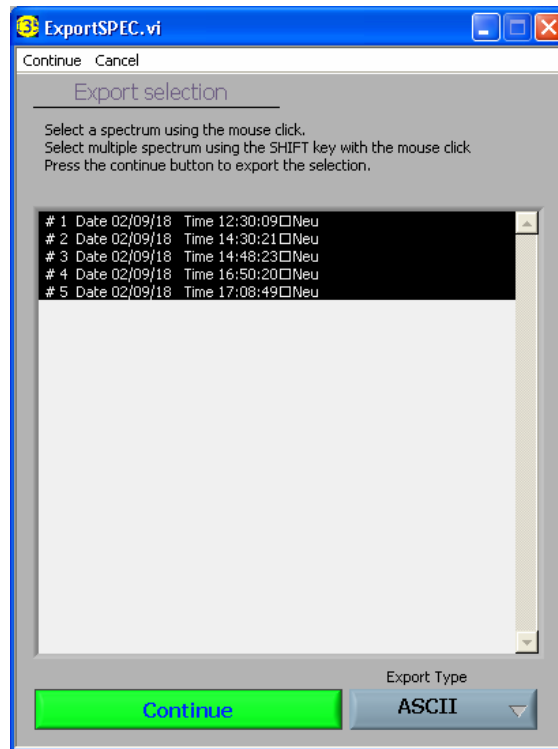 ExportSPEC.vi
Continue Cancel
Export selection
Select a spectrum using the mouse click.
Select multiple spectrum using the SHIFT key with the mouse click
Press the continue button to export the selection.
# 1 Date 02/09/18 Time 12:30:09□Neu
# 2 Date 02/09/18 Time 14:30:21□Neu
# 3 Date 02/09/18 Time 14:48:23□Neu
# 4 Date 02/09/18 Time 16:50:20□Neu
# 5 Date 02/09/18 Time 17:08:49□Neu
Export Type
Continue
ASCII